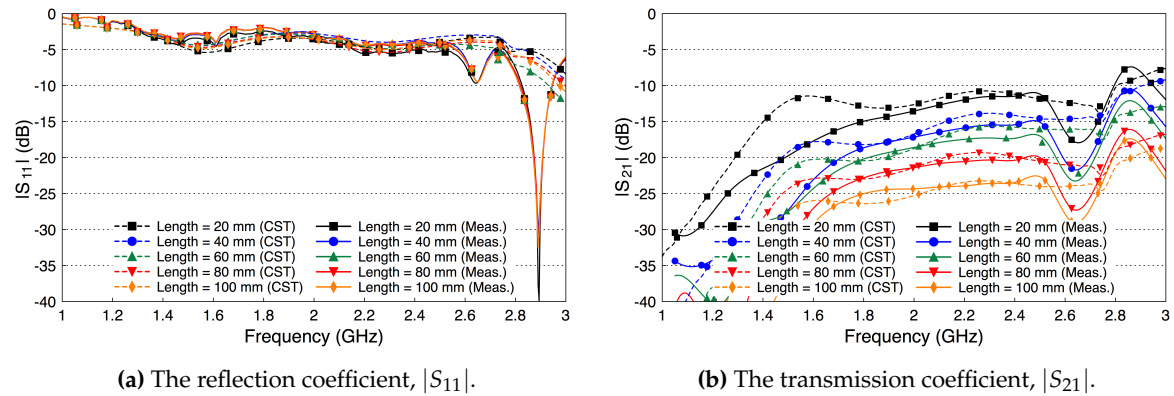 0
-5
-10
-15
-20
-25
-30
-35
-40
|S11| (dB)
Length = 20 mm (CST)
Length = 40 mm (CST)
Length = 60 mm (CST)
Length = 80 mm (CST)
Length = 100 mm (CST)
Length = 20 mm (Meas.)
Length = 40 mm (Meas.)
Length = 60 mm (Meas.)
Length = 80 mm (Meas.)
Length = 100 mm (Meas.)
1 1.2 1.4 1.6 1.8 2 2.2 2.4 2.6 2.8 3
Frequency (GHz)
(a) The reflection coefficient, |S11|.
0
-5
-10
-15
-20
-25
-30
-35
-40
|S21| (dB)
Length = 20 mm (CST)
Length = 40 mm (CST)
Length = 60 mm (CST)
Length = 80 mm (CST)
Length = 100 mm (CST)
Length = 20 mm (Meas.)
Length = 40 mm (Meas.)
Length = 60 mm (Meas.)
Length = 80 mm (Meas.)
Length = 100 mm (Meas.)
1 1.2 1.4 1.6 1.8 2 2.2 2.4 2.6 2.8 3
Frequency (GHz)
(b) The transmission coefficient, |S21|.